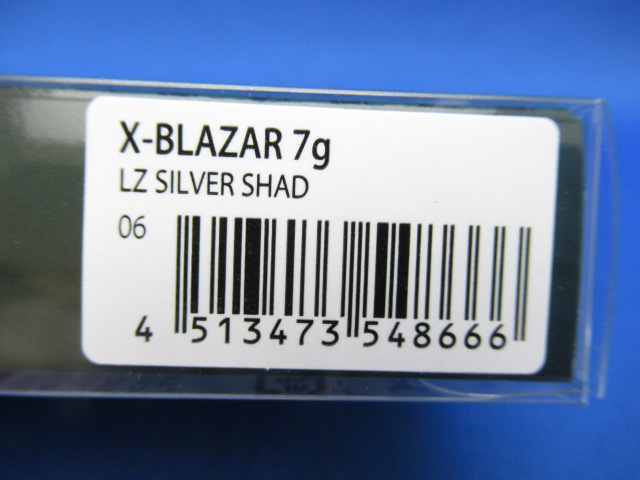 X-BLAZAR 7g
LZ SILVER SHAD
06
4 513473 548666